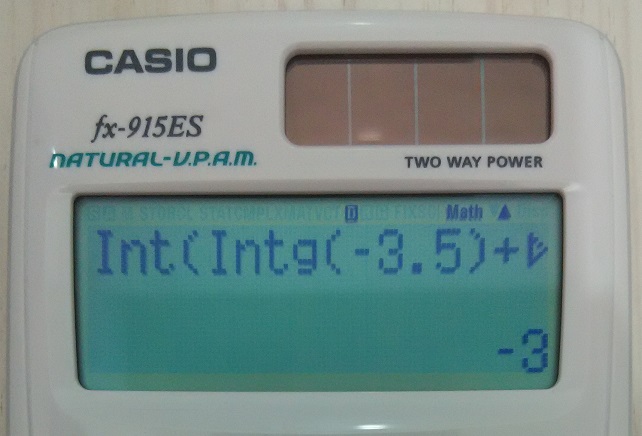 CASIO
fx-915ES
NATURAL-V.P.A.M.
TWO WAY POWER
D Math ▲
Int(Intg(-3.5)+
-3